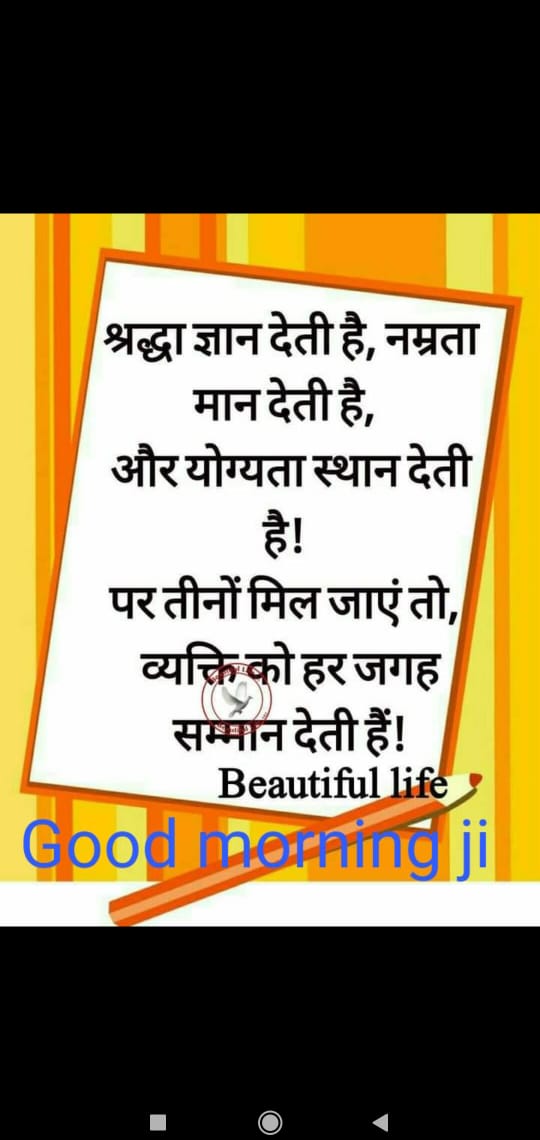 श्रद्धा ज्ञान देती है, नम्रता
मान देती है,
और योग्यता स्थान देती
है!
पर तीनों मिल जाएं तो,
व्यक्ति को हर जगह
सम्मान देती हैं!
Beautiful life
Good morning ji